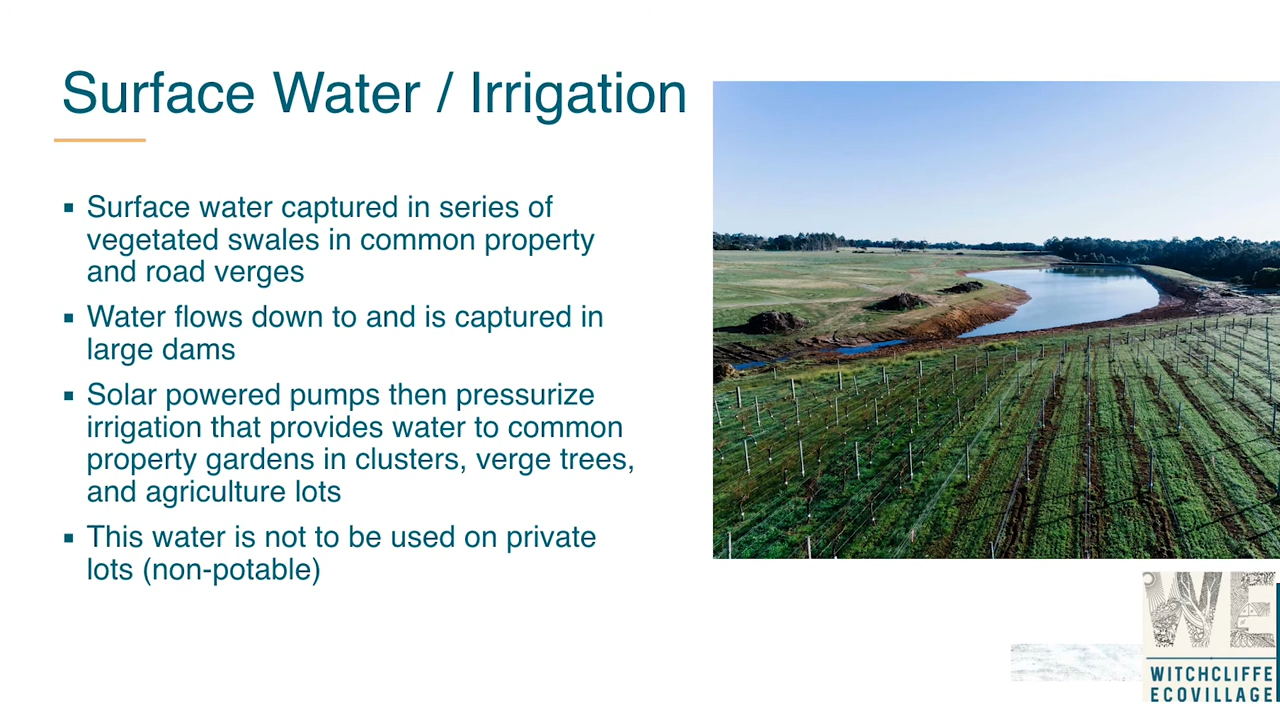 Surface Water / Irrigation
▪ Surface water captured in series of
vegetated swales in common property
and road verges
▪ Water flows down to and is captured in
large dams
▪ Solar powered pumps then pressurize
irrigation that provides water to common
property gardens in clusters, verge trees,
and agriculture lots
▪ This water is not to be used on private
lots (non-potable)
WE
WITCHCLIFFE
ECOVILLAGE